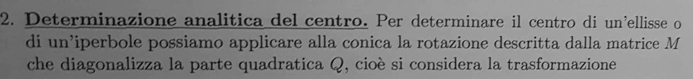 2. Determinazione analitica del centro. Per determinare il centro di un'ellisse o
di un'iperbole possiamo applicare alla conica la rotazione descritta dalla matrice M
che diagonalizza la parte quadratica Q, cioè si considera la trasformazione